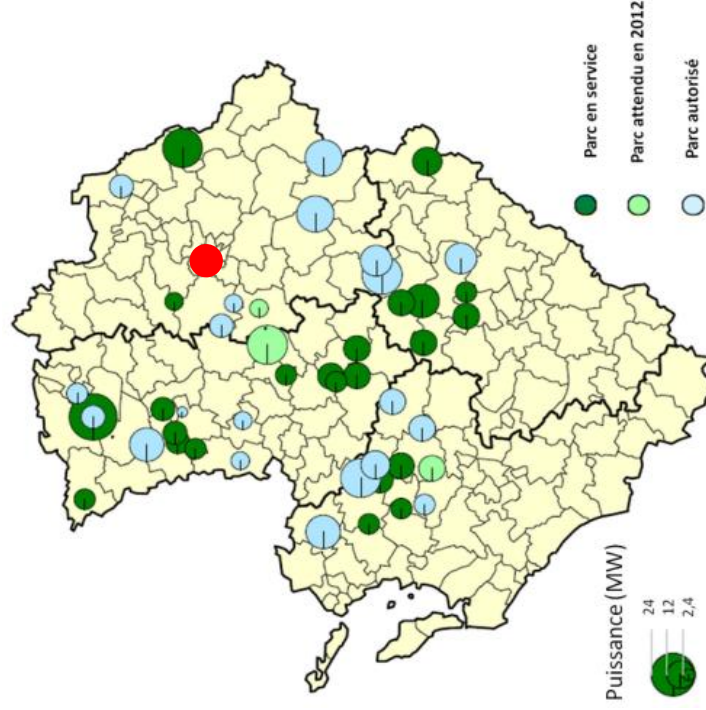 Parc en service
Parc attendu en 2012
Parc autorisé
Puissance (MW)
24
12
2,4